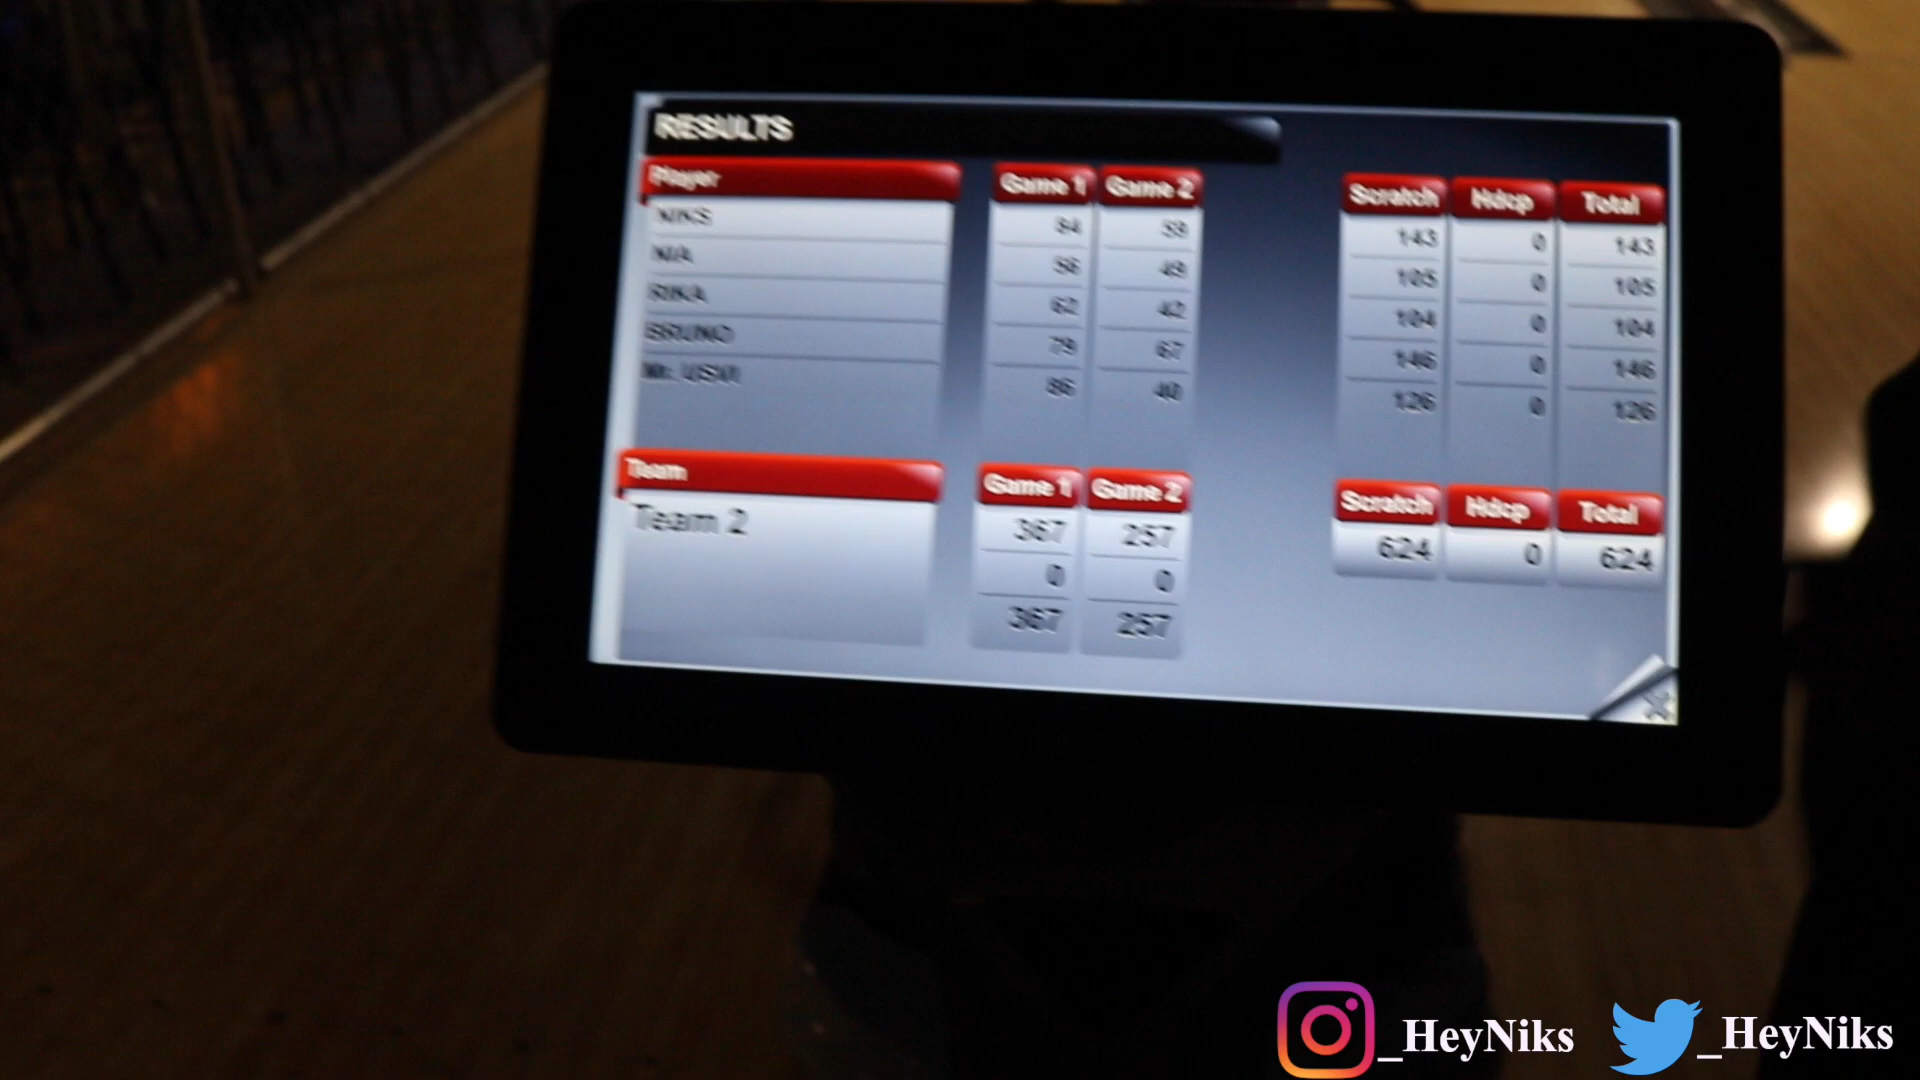 RESULTS
Player Game 1 Game 2 Scratch Hdcp Total
NIKS 84 59 143 0 143
NIA 56 49 105 0 105
RIKA 62 42 104 0 104
BRUNO 79 67 146 0 146
Mr. USVI 86 40 126 0 126
Team Game 1 Game 2 Scratch Hdcp Total
Team 2 367 257 624 0 624
0 0
367 257
_HeyNiks _HeyNiks